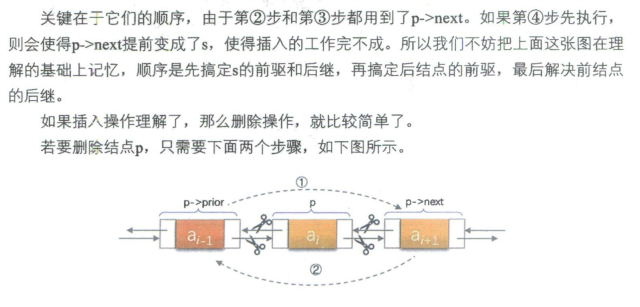 关键在于它们的顺序，由于第②步和第③步都用到了p->next。如果第④步先执行，
则会使得p->next提前变成了s，使得插入的工作完不成。所以我们不妨把上面这张图在理
解的基础上记忆，顺序是先搞定s的前驱和后继，再搞定后结点的前驱，最后解决前结点
的后继。
如果插入操作理解了，那么删除操作，就比较简单了。
若要删除结点p，只需要下面两个步骤，如下图所示。
①
p->prior p p->next
ai-1 ai ai+1
②